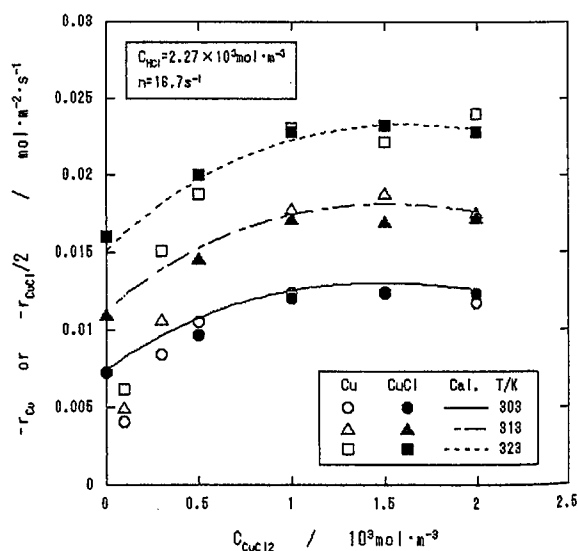 0.03
0.025
0.02
0.015
0.01
0.005
0
C_HCl=2.27×10³mol·m⁻³
n=16.7s⁻¹
-r_Cu or -r_CuCl/2 / mol·m⁻²·s⁻¹
Cu CuCl Cal. T/K
303
313
323
0 0.5 1 1.5 2 2.5
C_CuCl2 / 10³mol·m⁻³